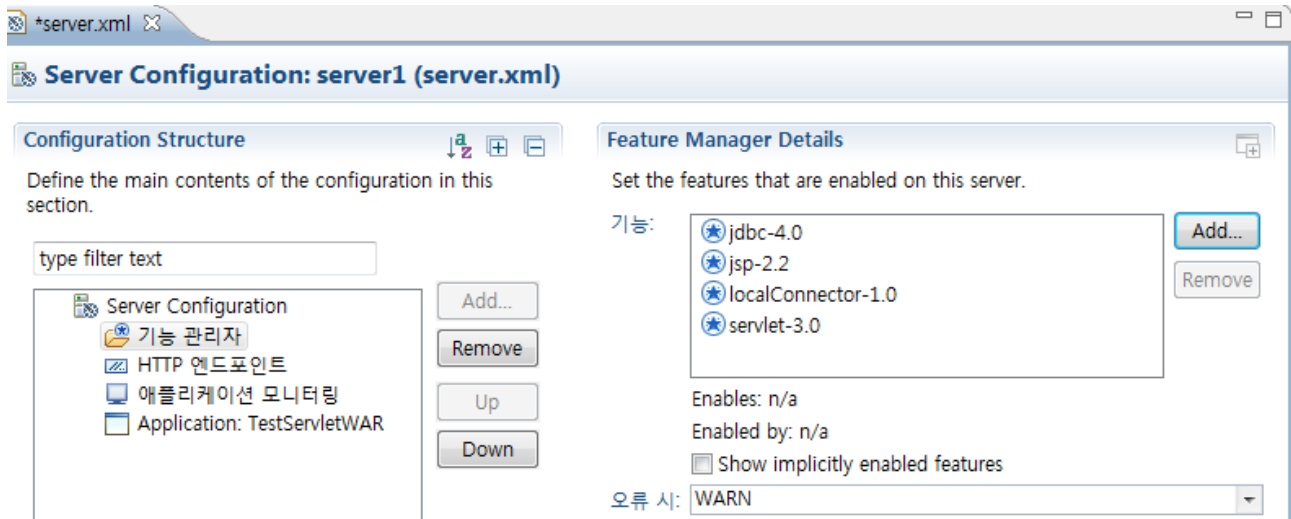 *server.xml
Server Configuration: server1 (server.xml)
Configuration Structure
Define the main contents of the configuration in this
section.
type filter text
Server Configuration
기능 관리자
HTTP 엔드포인트
애플리케이션 모니터링
Application: TestServletWAR
Add...
Remove
Up
Down
Feature Manager Details
Set the features that are enabled on this server.
기능:
jdbc-4.0
jsp-2.2
localConnector-1.0
servlet-3.0
Add...
Remove
Enables: n/a
Enabled by: n/a
Show implicitly enabled features
오류 시: WARN